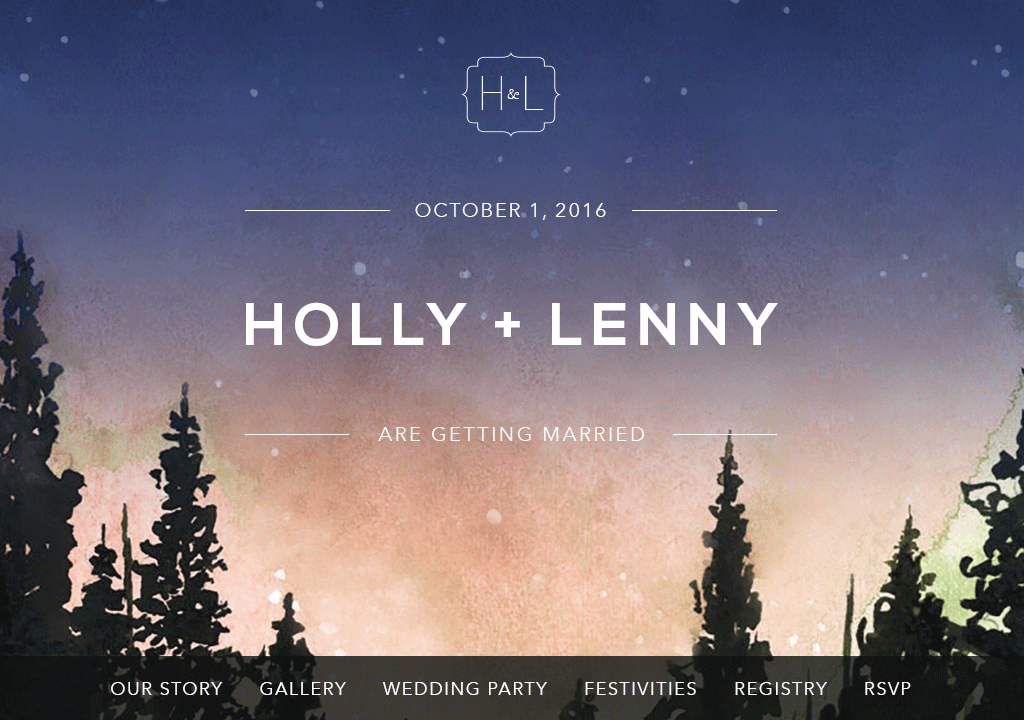 H&L
OCTOBER 1, 2016
HOLLY + LENNY
ARE GETTING MARRIED
OUR STORY GALLERY WEDDING PARTY FESTIVITIES REGISTRY RSVP